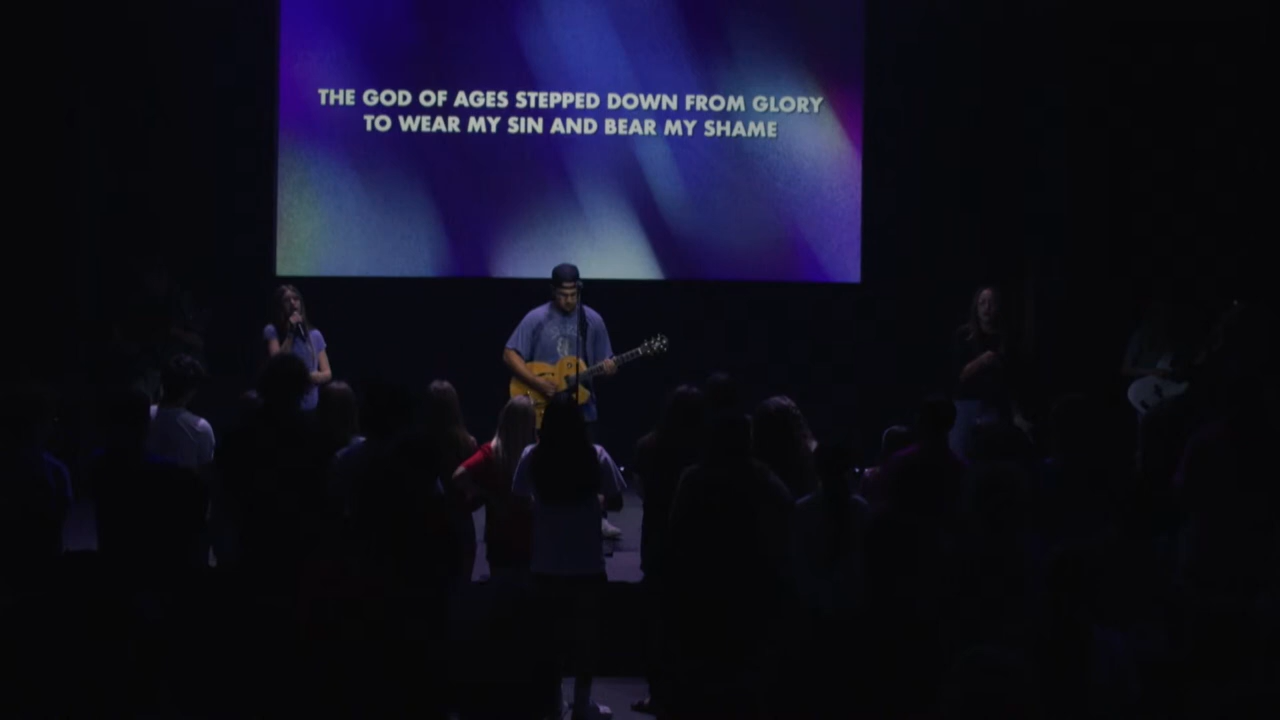 THE GOD OF AGES STEPPED DOWN FROM GLORY
TO WEAR MY SIN AND BEAR MY SHAME